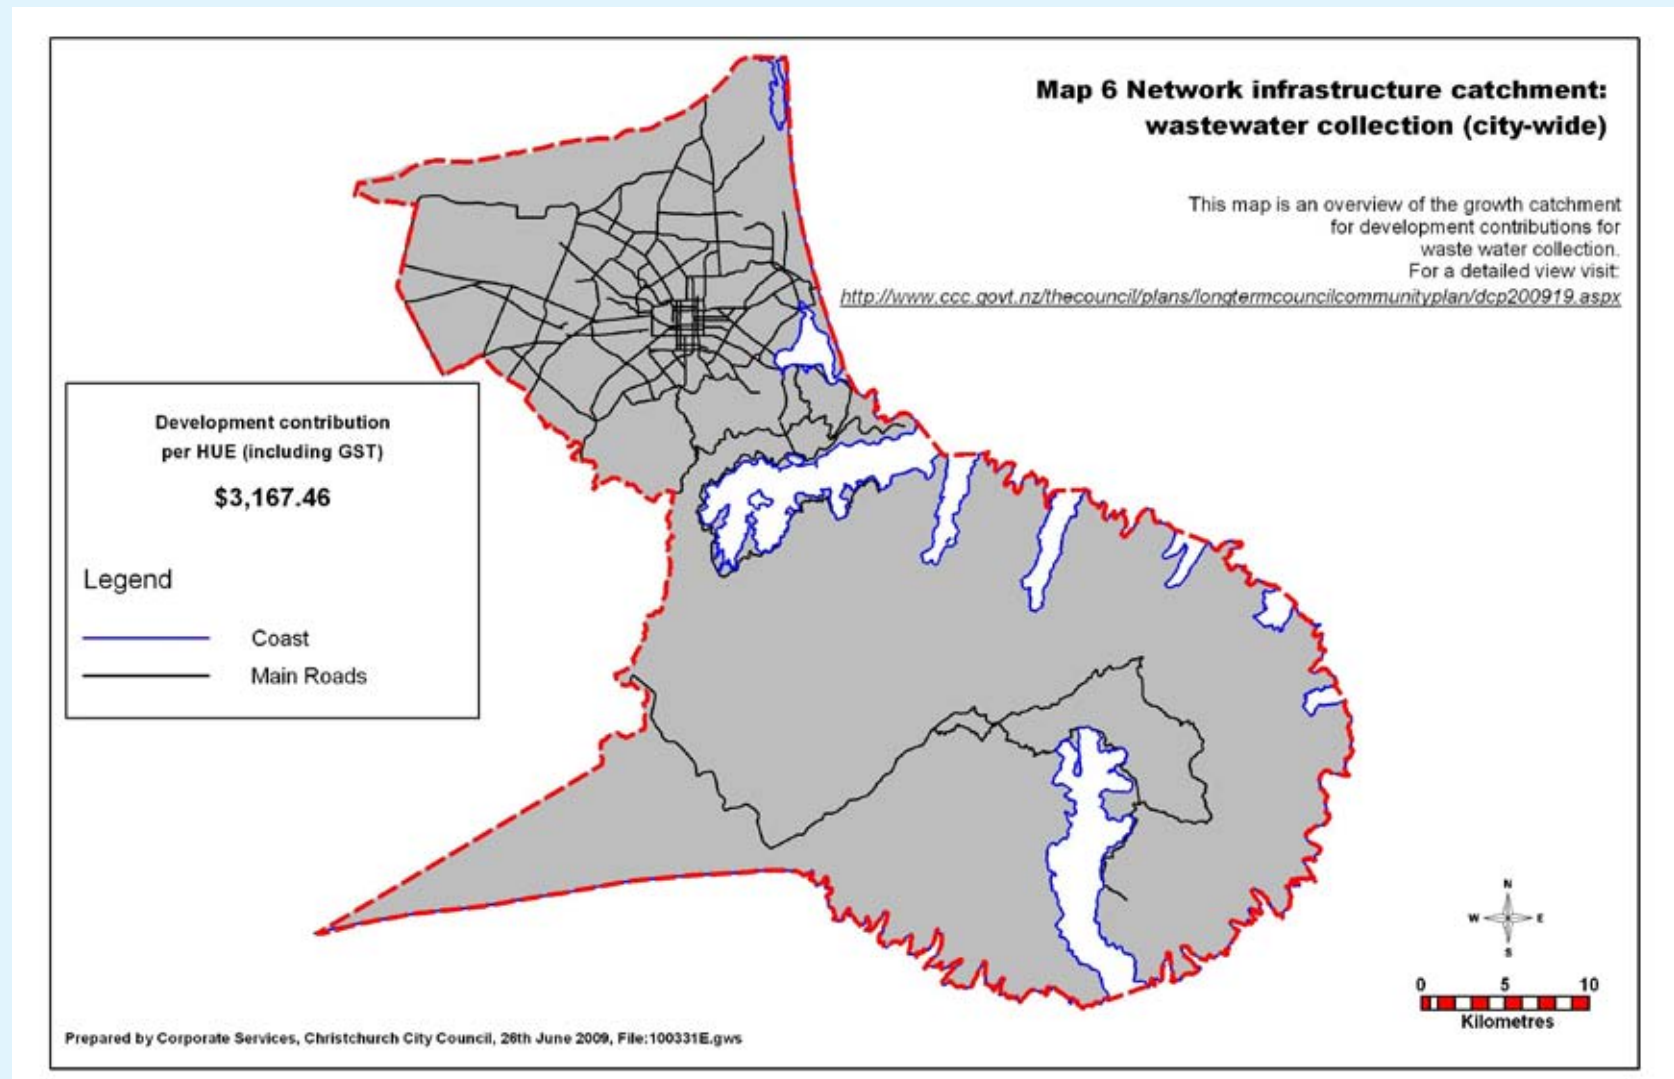 Map 6 Network infrastructure catchment:
wastewater collection (city-wide)
This map is an overview of the growth catchment
for development contributions for
waste water collection.
For a detailed view visit:
http://www.ccc.govt.nz/thecouncil/plans/longtermcouncilcommunityplan/dcp200919.aspx
Development contribution
per HUE (including GST)
$3,167.46
Legend
Coast
Main Roads
N
W E
S
0 5 10
Kilometres
Prepared by Corporate Services, Christchurch City Council, 26th June 2009, File:100331E.gws